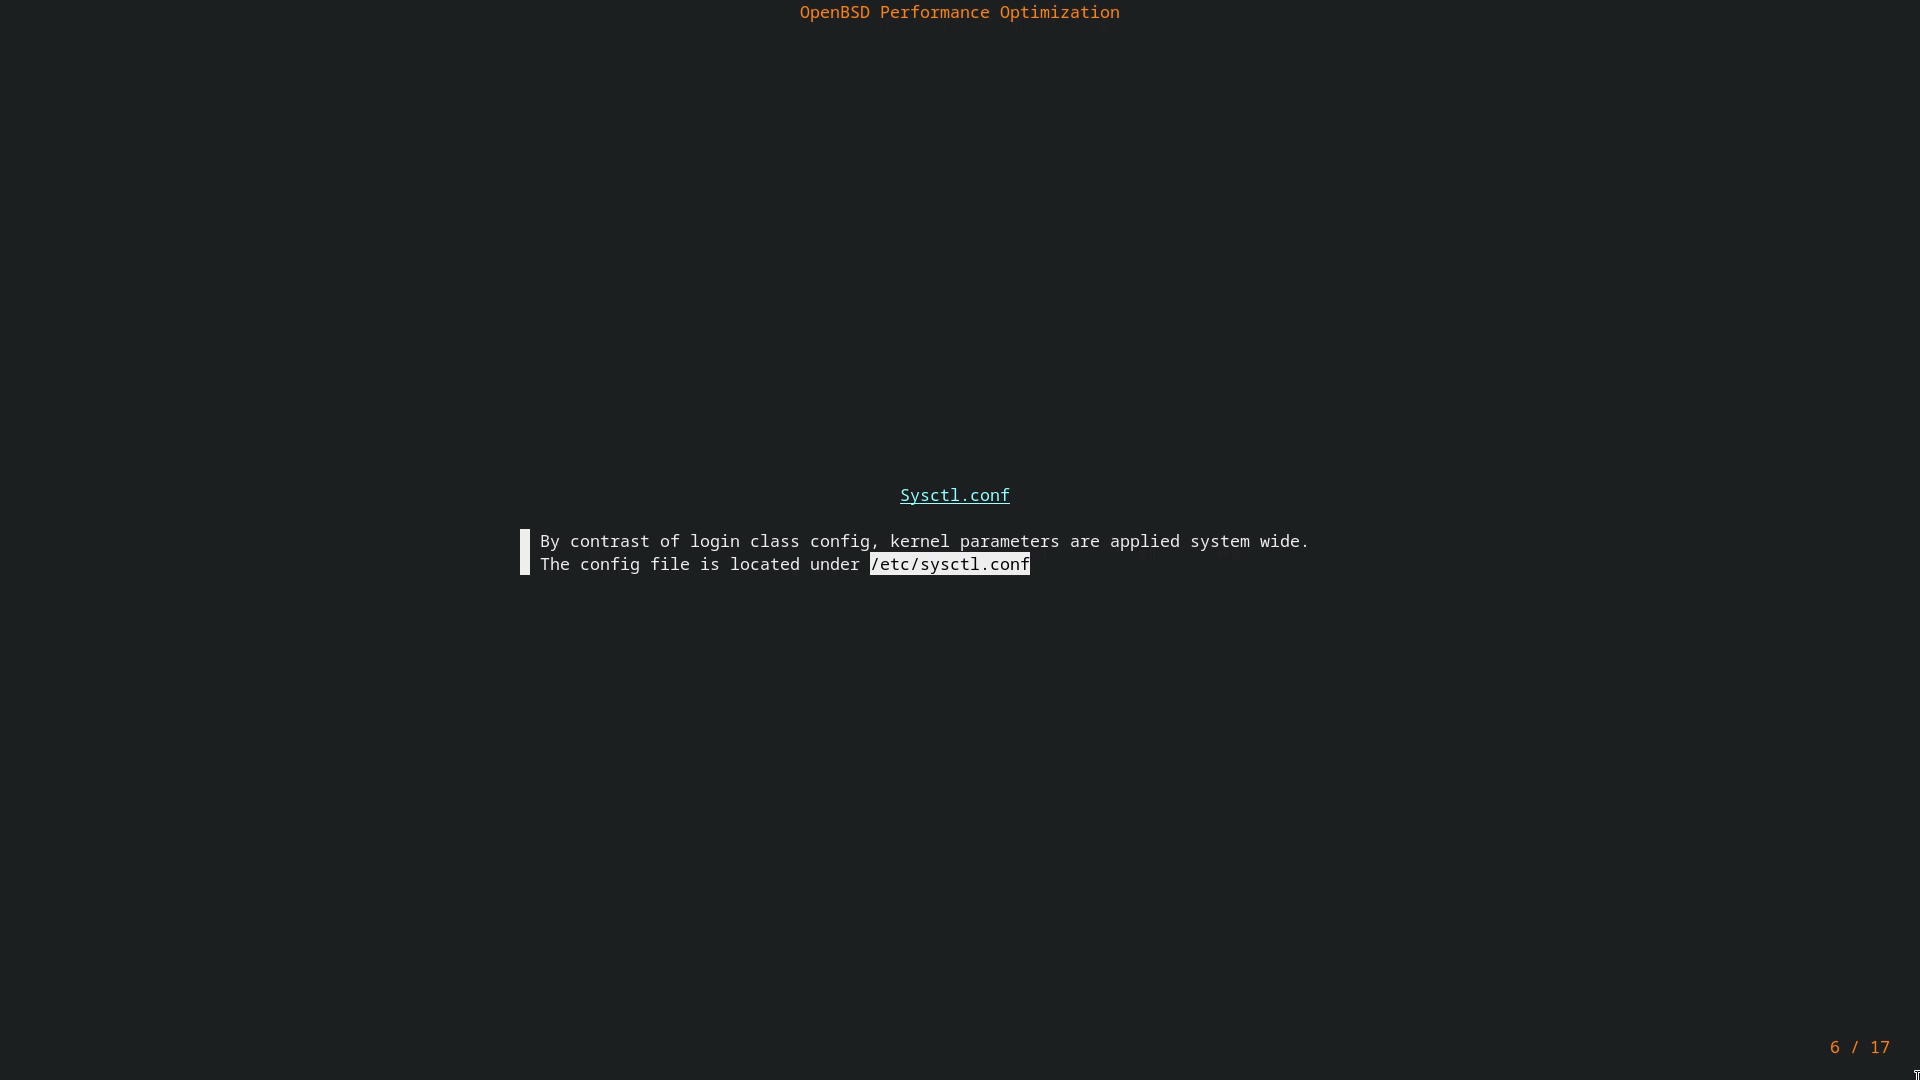 OpenBSD Performance Optimization
Sysctl.conf
By contrast of login class config, kernel parameters are applied system wide.
The config file is located under /etc/sysctl.conf
6 / 17